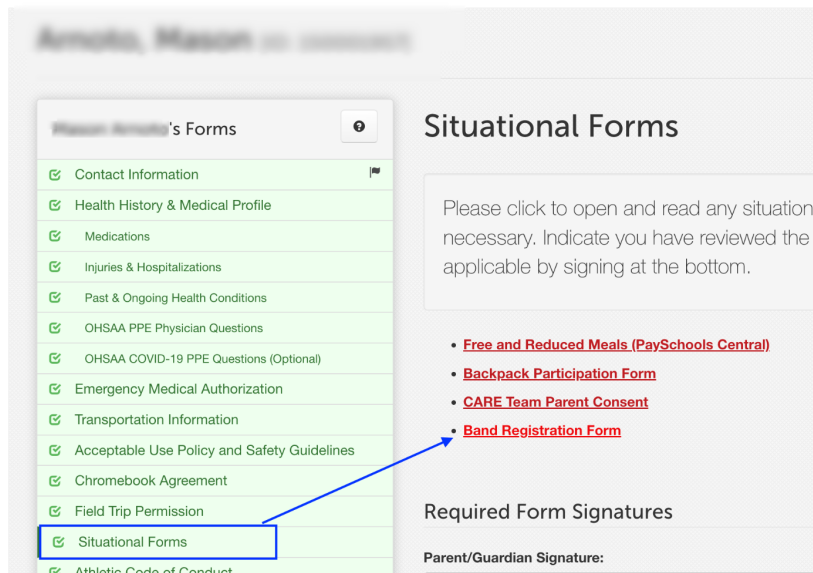 's Forms
Contact Information
Health History & Medical Profile
Medications
Injuries & Hospitalizations
Past & Ongoing Health Conditions
OHSAA PPE Physician Questions
OHSAA COVID-19 PPE Questions (Optional)
Emergency Medical Authorization
Transportation Information
Acceptable Use Policy and Safety Guidelines
Chromebook Agreement
Field Trip Permission
Situational Forms
Athletic Code of Conduct
Situational Forms
Please click to open and read any situation
necessary. Indicate you have reviewed the
applicable by signing at the bottom.
Free and Reduced Meals (PaySchools Central)
Backpack Participation Form
CARE Team Parent Consent
Band Registration Form
Required Form Signatures
Parent/Guardian Signature: